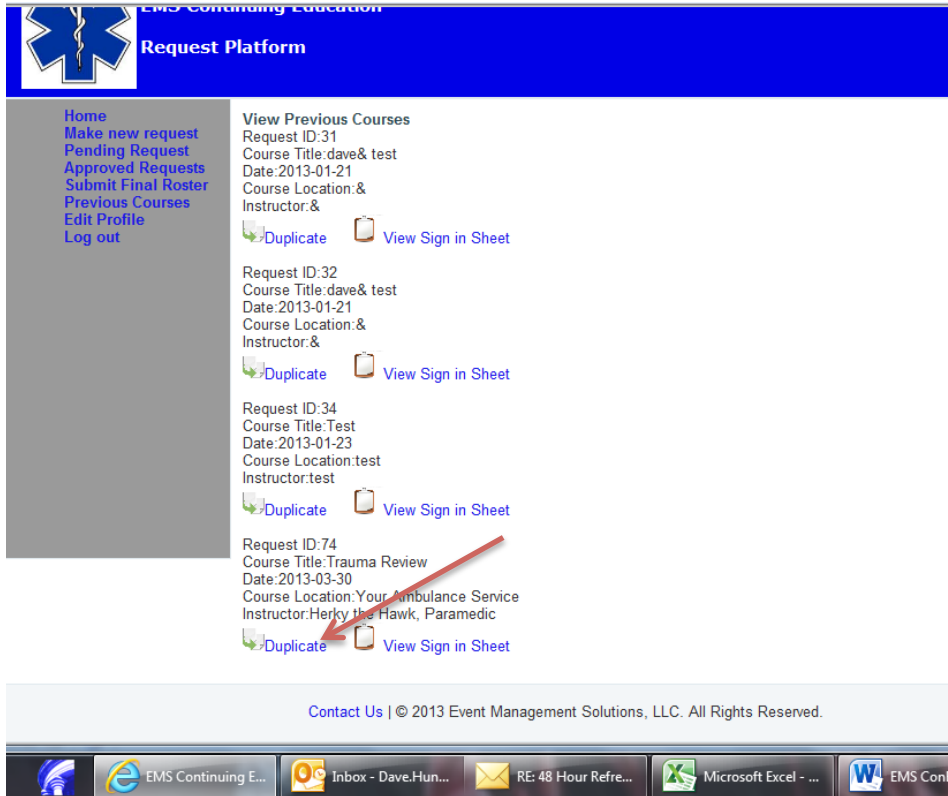 EMS Continuing Education
Request Platform
Home
Make new request
Pending Request
Approved Requests
Submit Final Roster
Previous Courses
Edit Profile
Log out
View Previous Courses
Request ID:31
Course Title:dave& test
Date:2013-01-21
Course Location:&
Instructor:&
Duplicate View Sign in Sheet
Request ID:32
Course Title:dave& test
Date:2013-01-21
Course Location:&
Instructor:&
Duplicate View Sign in Sheet
Request ID:34
Course Title:Test
Date:2013-01-23
Course Location:test
Instructor:test
Duplicate View Sign in Sheet
Request ID:74
Course Title:Trauma Review
Date:2013-03-30
Course Location:Your Ambulance Service
Instructor:Herky the Hawk, Paramedic
Duplicate View Sign in Sheet
Contact Us | © 2013 Event Management Solutions, LLC. All Rights Reserved.
EMS Continuing E... Inbox - Dave.Hun... RE: 48 Hour Refre... Microsoft Excel - ... EMS Con